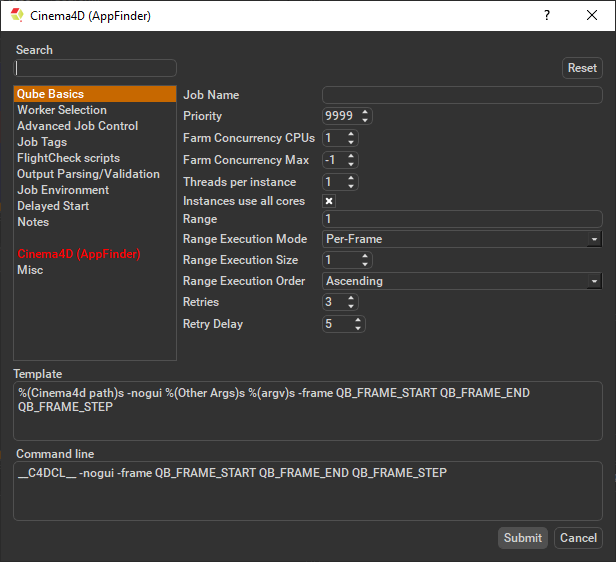 Cinema4D (AppFinder)
?
Search
Reset
Qube Basics
Worker Selection
Advanced Job Control
Job Tags
FlightCheck scripts
Output Parsing/Validation
Job Environment
Delayed Start
Notes
Cinema4D (AppFinder)
Misc
Job Name
Priority 9999
Farm Concurrency CPUs 1
Farm Concurrency Max -1
Threads per instance 1
Instances use all cores
Range 1
Range Execution Mode Per-Frame
Range Execution Size 1
Range Execution Order Ascending
Retries 3
Retry Delay 5
Template
%(Cinema4d path)s -nogui %(Other Args)s %(argv)s -frame QB_FRAME_START QB_FRAME_END
QB_FRAME_STEP
Command line
__C4DCL__ -nogui -frame QB_FRAME_START QB_FRAME_END QB_FRAME_STEP
Submit
Cancel